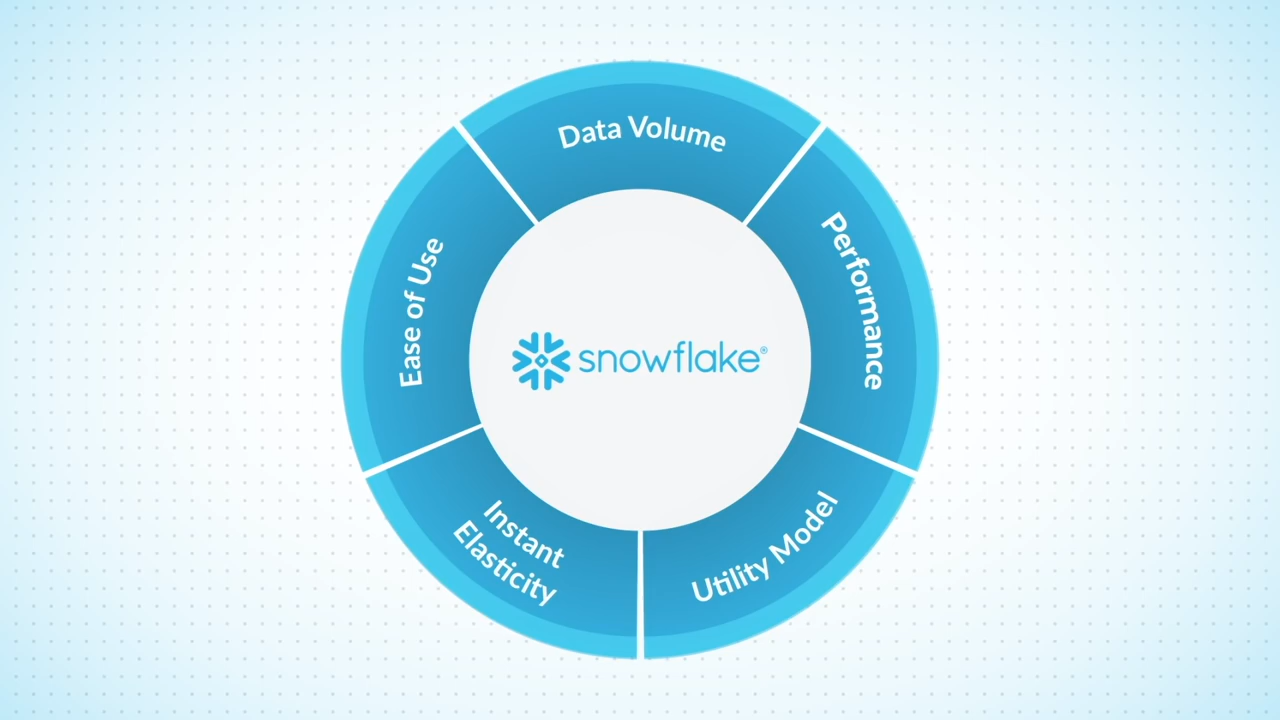 Data Volume
Performance
Utility Model
Instant
Elasticity
Ease of Use
snowflake®